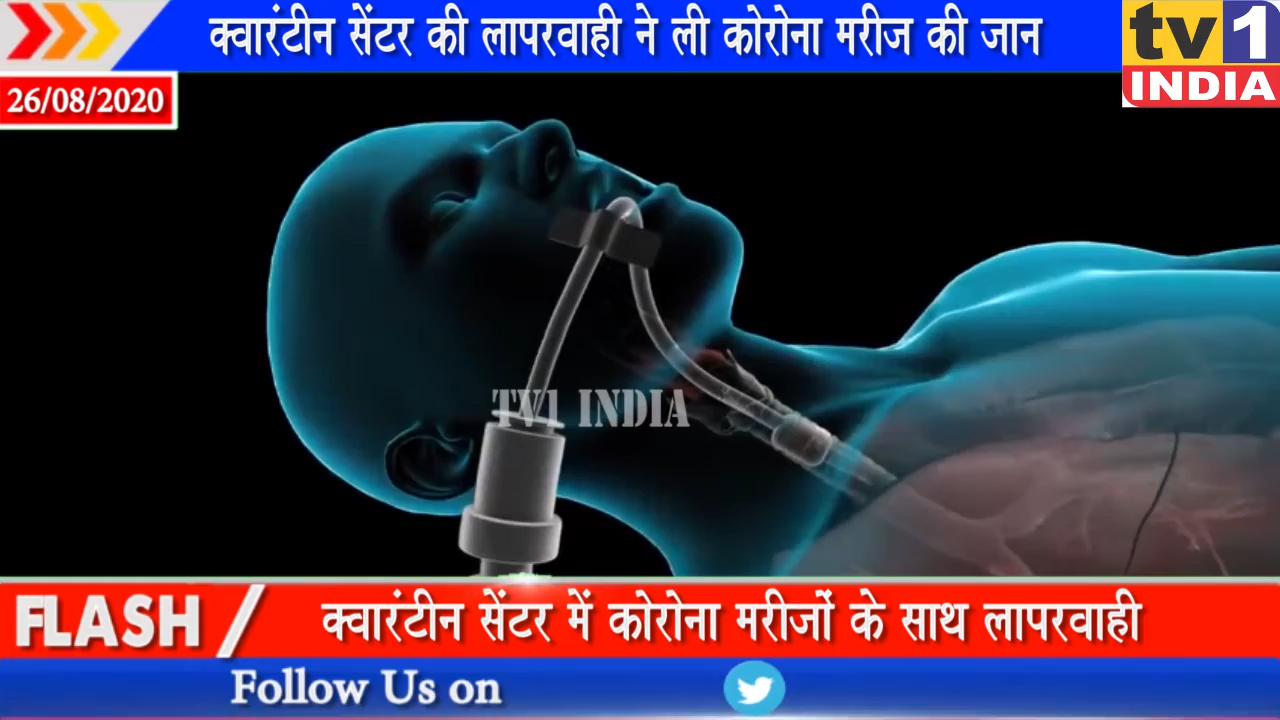 क्वारंटीन सेंटर की लापरवाही ने ली कोरोना मरीज की जान
tv1
INDIA
26/08/2020
TV1 INDIA
FLASH/ क्वारंटीन सेंटर में कोरोना मरीजों के साथ लापरवाही
Follow Us on